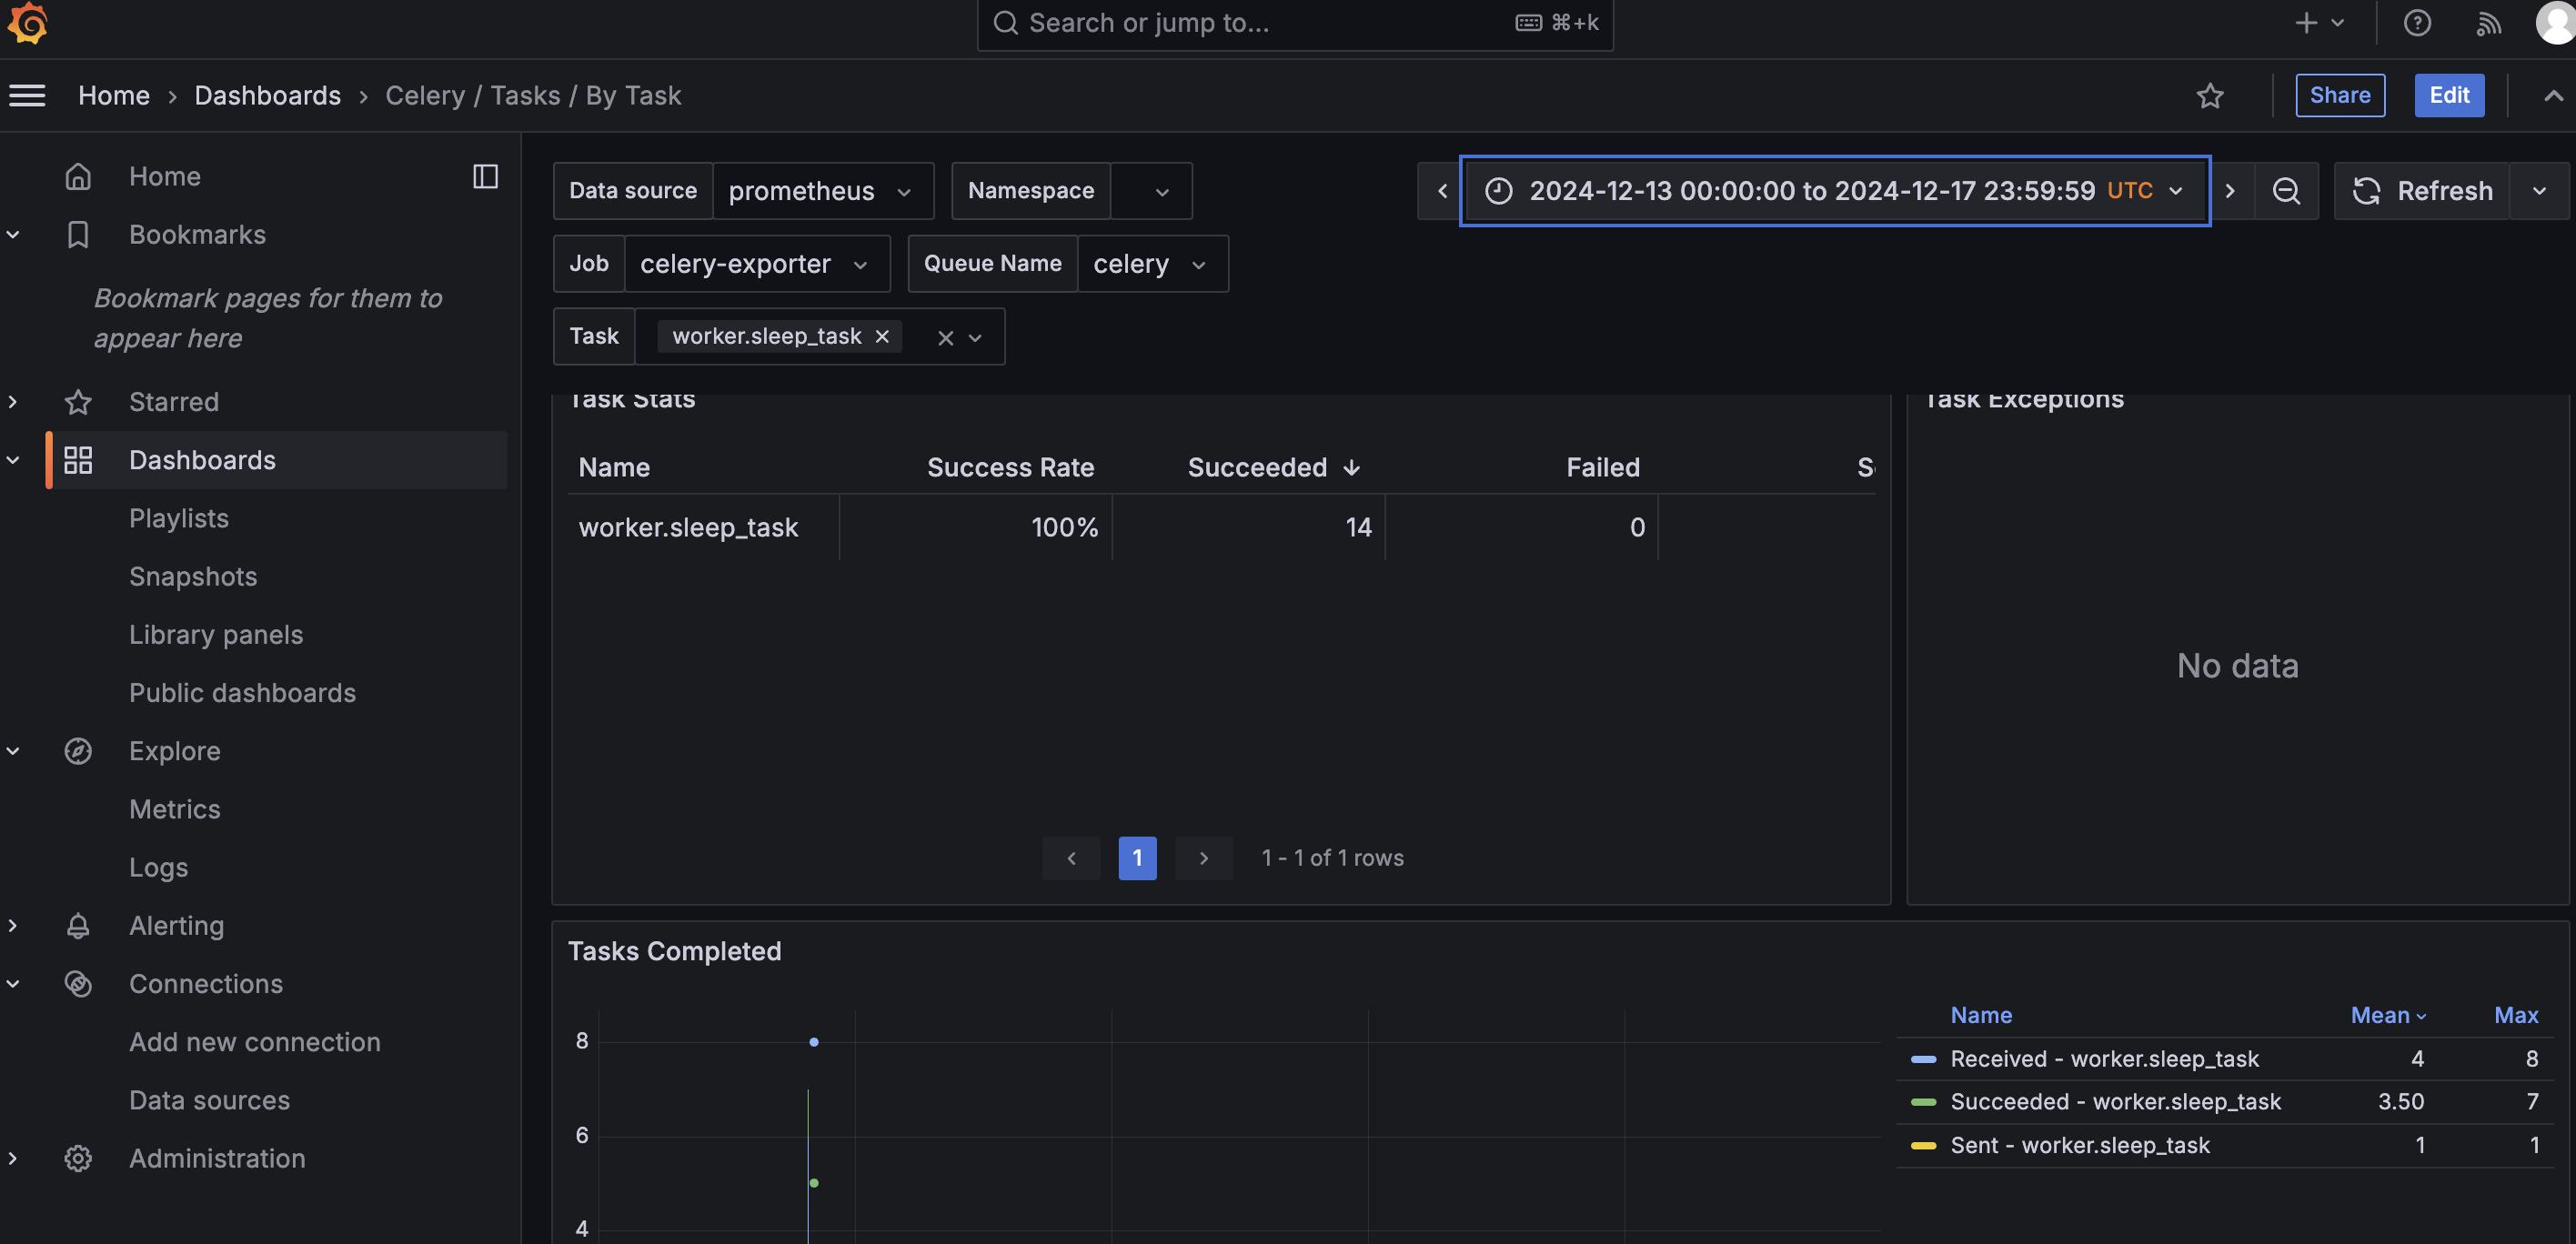 Search or jump to...
⌘+k
Home › Dashboards › Celery / Tasks / By Task
Share
Edit
Home
Bookmarks
Bookmark pages for them to
appear here
Starred
Dashboards
Playlists
Snapshots
Library panels
Public dashboards
Explore
Metrics
Logs
Alerting
Connections
Add new connection
Data sources
Administration
Data source prometheus
Namespace
2024-12-13 00:00:00 to 2024-12-17 23:59:59 UTC
Refresh
Job celery-exporter
Queue Name celery
Task worker.sleep_task
Task Stats
Name Success Rate Succeeded Failed S
worker.sleep_task 100% 14 0
1
1 - 1 of 1 rows
Task Exceptions
No data
Tasks Completed
8
6
4
Name Mean Max
Received - worker.sleep_task 4 8
Succeeded - worker.sleep_task 3.50 7
Sent - worker.sleep_task 1 1